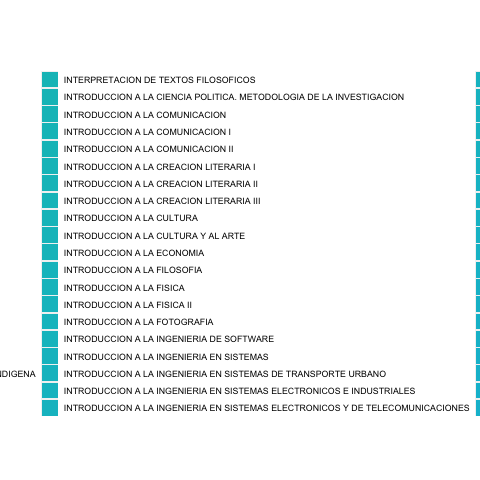 INTERPRETACION DE TEXTOS FILOSOFICOS
INTRODUCCION A LA CIENCIA POLITICA. METODOLOGIA DE LA INVESTIGACION
INTRODUCCION A LA COMUNICACION
INTRODUCCION A LA COMUNICACION I
INTRODUCCION A LA COMUNICACION II
INTRODUCCION A LA CREACION LITERARIA I
INTRODUCCION A LA CREACION LITERARIA II
INTRODUCCION A LA CREACION LITERARIA III
INTRODUCCION A LA CULTURA
INTRODUCCION A LA CULTURA Y AL ARTE
INTRODUCCION A LA ECONOMIA
INTRODUCCION A LA FILOSOFIA
INTRODUCCION A LA FISICA
INTRODUCCION A LA FISICA II
INTRODUCCION A LA FOTOGRAFIA
INTRODUCCION A LA INGENIERIA DE SOFTWARE
INTRODUCCION A LA INGENIERIA EN SISTEMAS
NDIGENA INTRODUCCION A LA INGENIERIA EN SISTEMAS DE TRANSPORTE URBANO
INTRODUCCION A LA INGENIERIA EN SISTEMAS ELECTRONICOS E INDUSTRIALES
INTRODUCCION A LA INGENIERIA EN SISTEMAS ELECTRONICOS Y DE TELECOMUNICACIONES